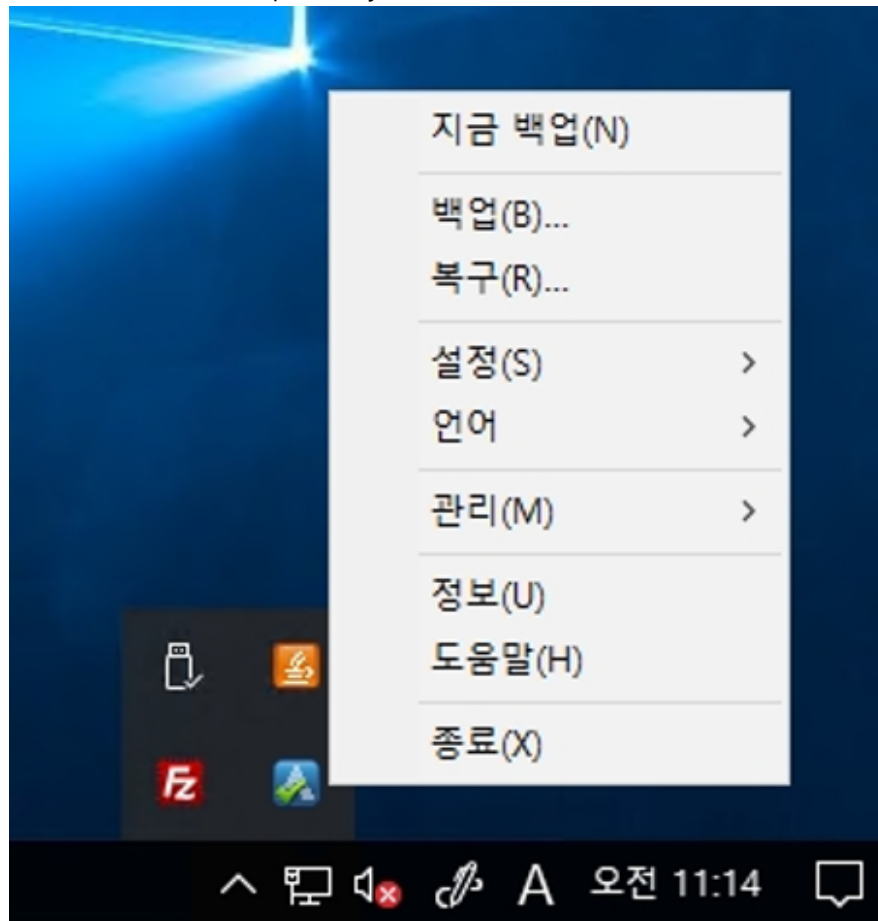 지금 백업(N)
백업(B)...
복구(R)...
설정(S)
언어
관리(M)
정보(U)
도움말(H)
종료(X)
Fz
A 오전 11:14